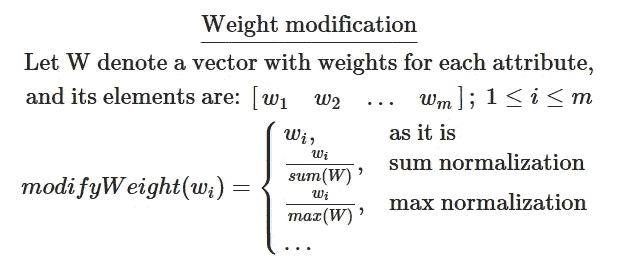 Weight modification
Let W denote a vector with weights for each attribute,
and its elements are: [ w₁ w₂ … wₘ ] ; 1 ≤ i ≤ m
modifyWeight(wᵢ) = { wᵢ, as it is
wᵢ / sum(W) , sum normalization
wᵢ / max(W) , max normalization
…